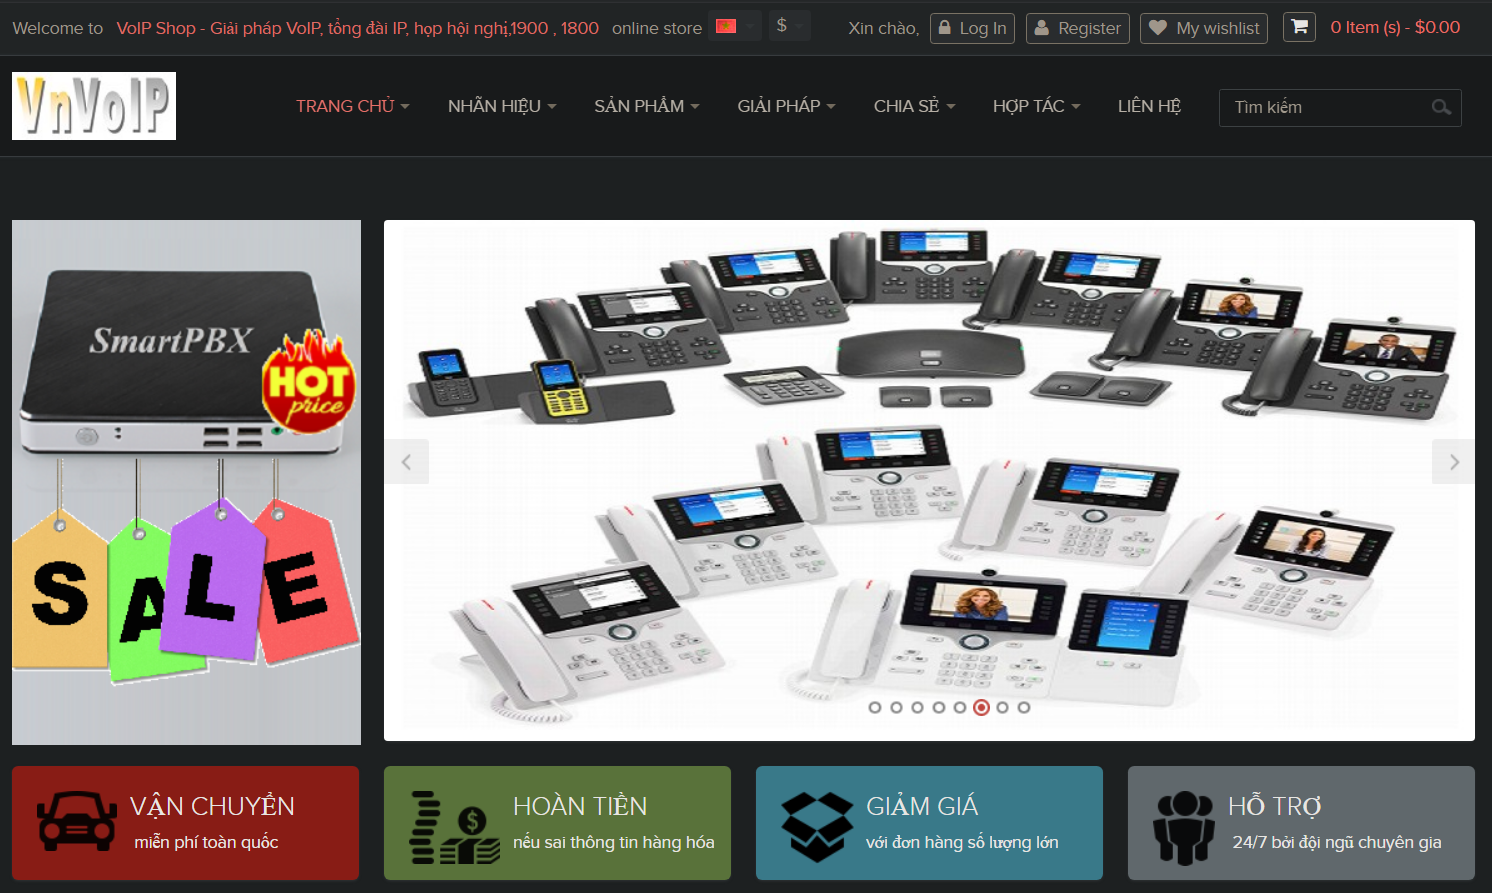 Welcome to VoIP Shop - Giải pháp VoIP, tổng đài IP, họp hội nghị,1900 , 1800 online store $ Xin chào, Log In Register My wishlist 0 Item (s) - $0.00
VnVoIP
TRANG CHỦ NHÃN HIỆU SẢN PHẨM GIẢI PHÁP CHIA SẺ HỢP TÁC LIÊN HỆ Tìm kiếm
SmartPBX
HOT
price
SALE
VẬN CHUYỂN
miễn phí toàn quốc
HOÀN TIỀN
nếu sai thông tin hàng hóa
GIẢM GIÁ
với đơn hàng số lượng lớn
HỖ TRỢ
24/7 bởi đội ngũ chuyên gia